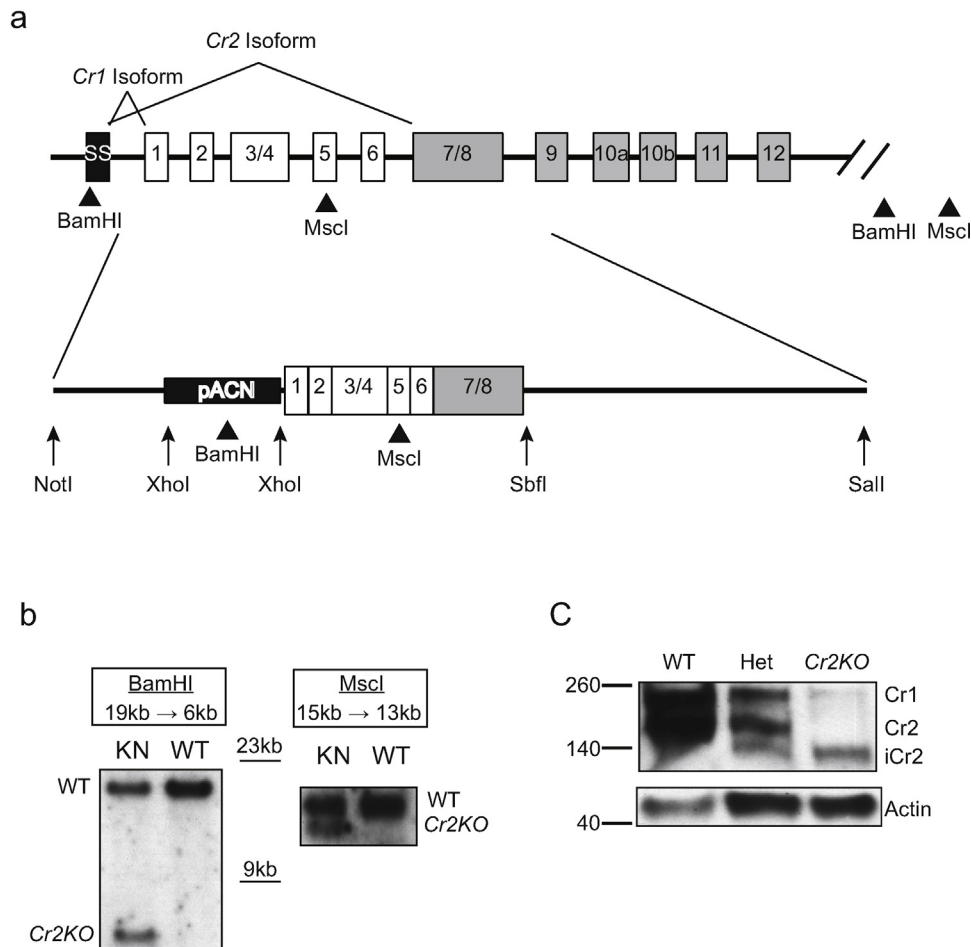 a
Cr2 Isoform
Cr1 Isoform
SS 1 2 3/4 5 6 7/8 9 10a 10b 11 12
BamHI MscI BamHI MscI
pACN 1 2 3/4 5 6 7/8
BamHI MscI
NotI XhoI XhoI SbfI SalI
b
BamHI
19kb → 6kb
KN WT
WT
Cr2KO
23kb
9kb
MscI
15kb → 13kb
KN WT
WT
Cr2KO
C
WT Het Cr2KO
260 Cr1
Cr2
140 iCr2
Actin
40